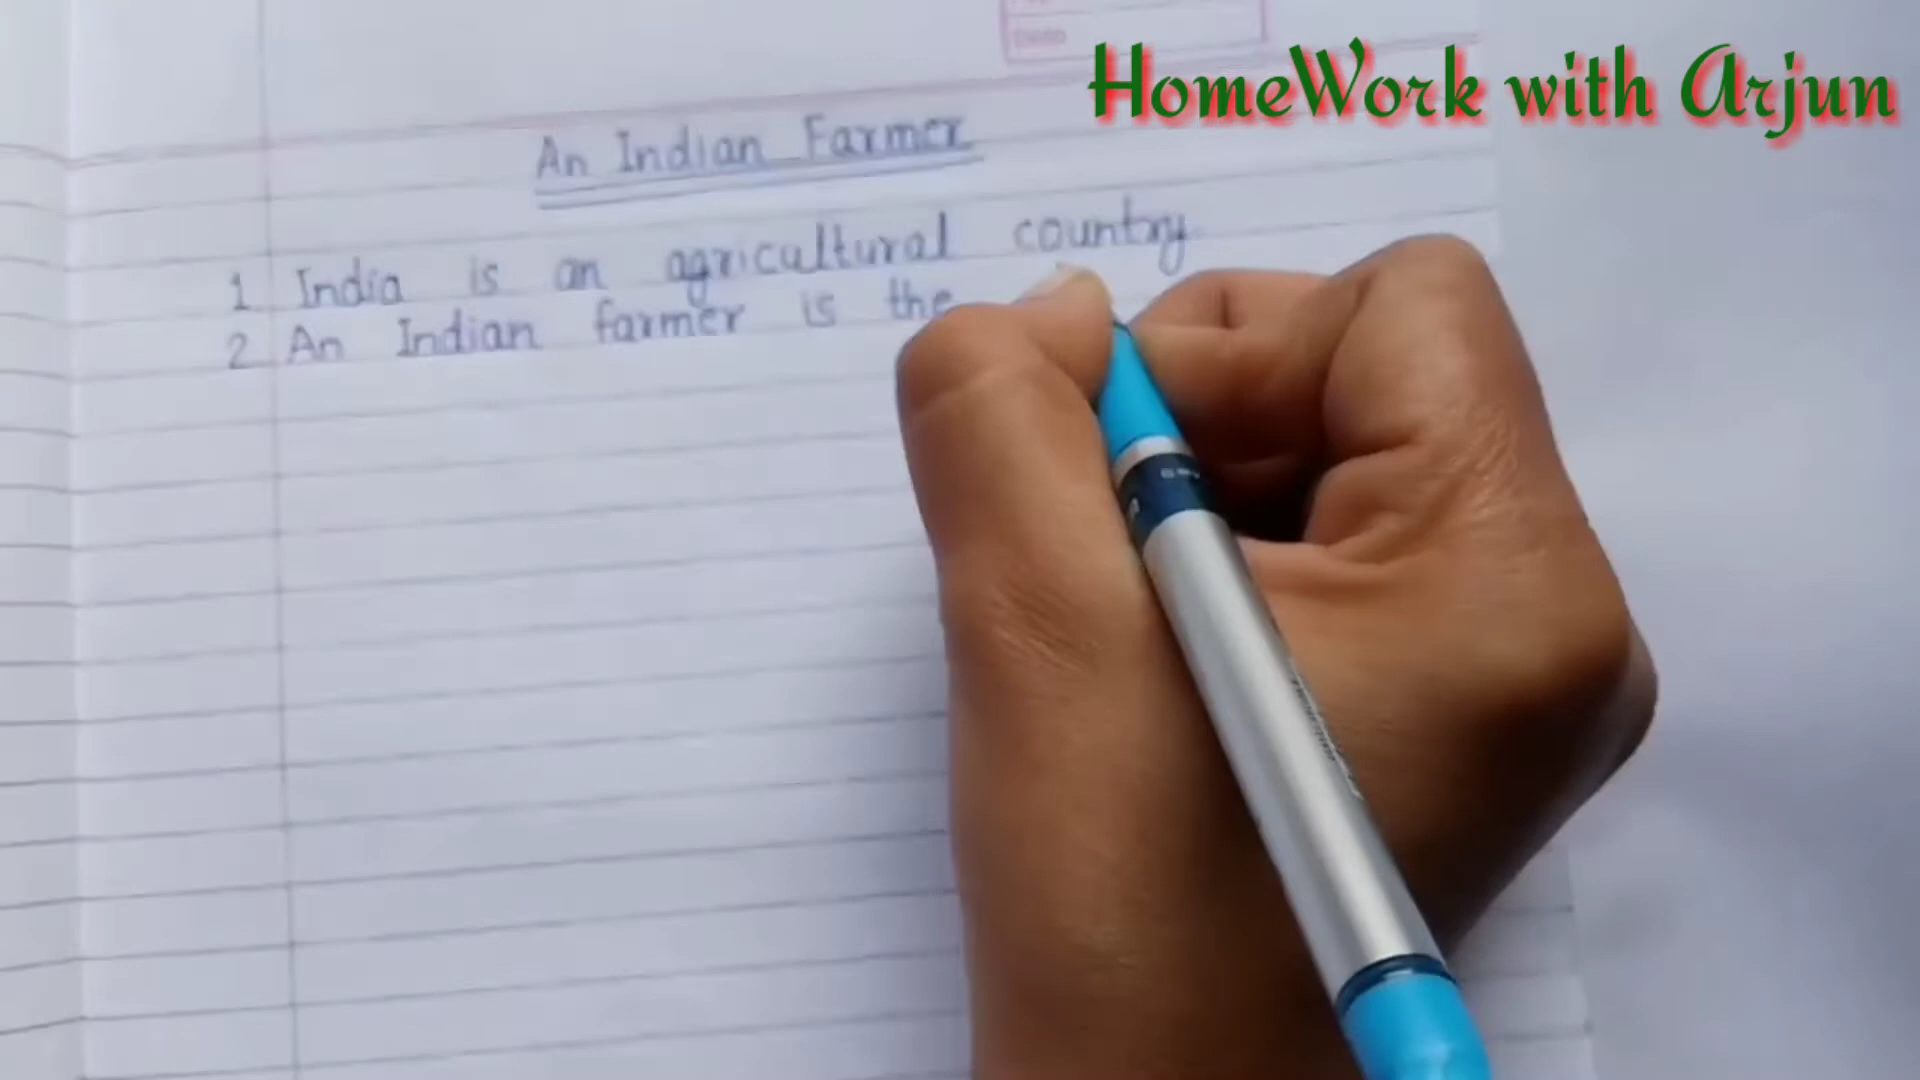 HomeWork with Arjun
An Indian Farmer
1 India is an agricultural country.
2 An Indian farmer is the